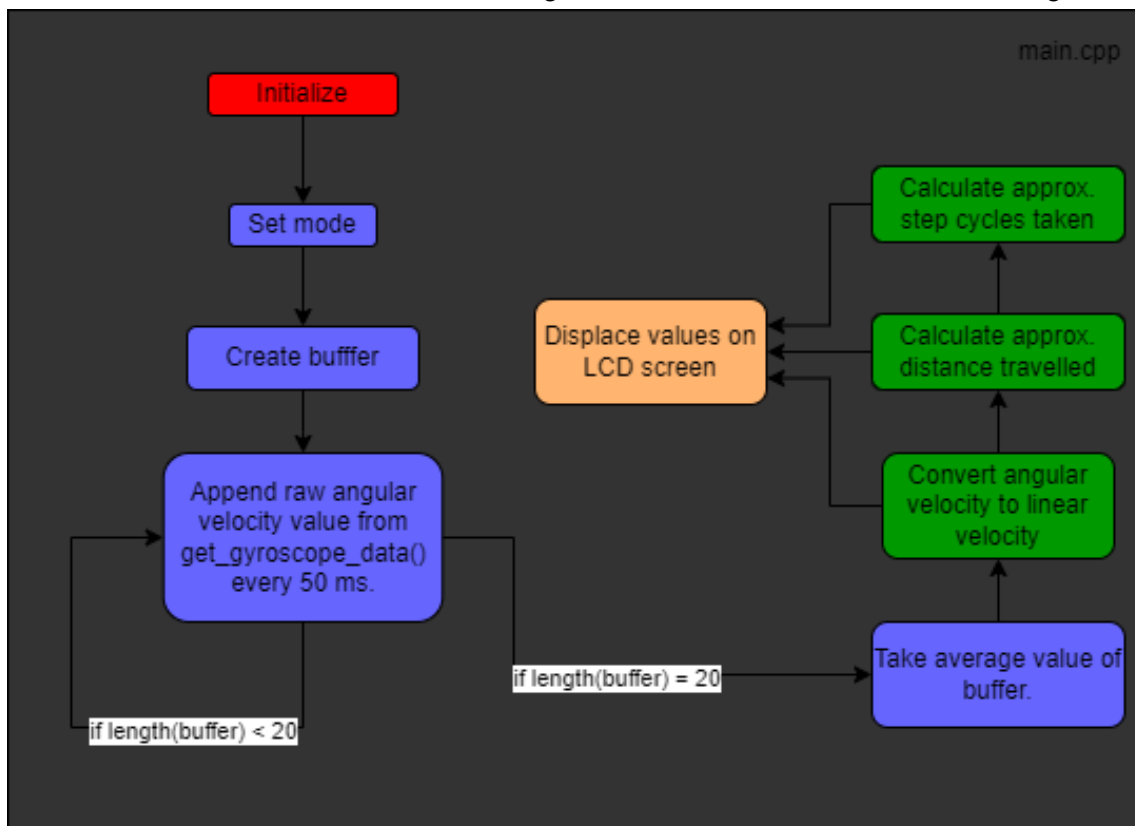 main.cpp
Initialize
Set mode
Create bufffer
Append raw angular
velocity value from
get_gyroscope_data()
every 50 ms.
if length(buffer) < 20
if length(buffer) = 20
Take average value of
buffer.
Convert angular
velocity to linear
velocity
Calculate approx.
distance travelled
Calculate approx.
step cycles taken
Displace values on
LCD screen